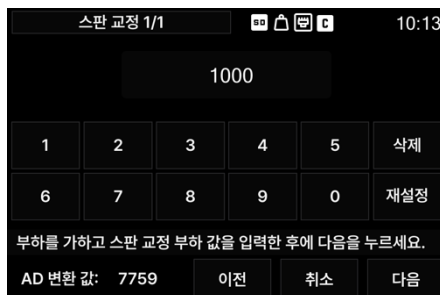 스판 교정 1/1 SD C 10:13
1000
1 2 3 4 5 삭제
6 7 8 9 0 재설정
부하를 가하고 스판 교정 부하 값을 입력한 후에 다음을 누르세요.
AD 변환 값: 7759 이전 취소 다음